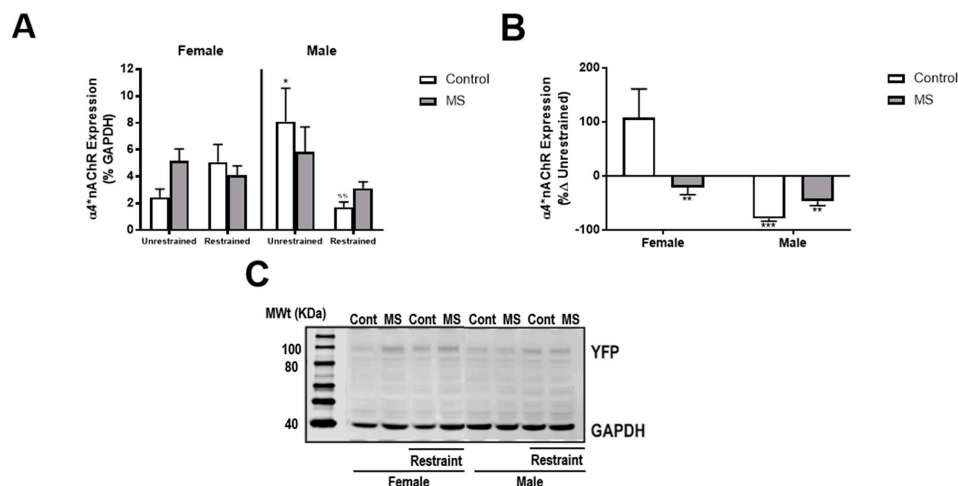 A
Female Male
α4*nAChR Expression
(% GAPDH)
12
10
8
6
4
2
0
*
%%
Unrestrained Restrained Unrestrained Restrained
Control
MS
B
α4*nAChR Expression
(%Δ Unrestrained)
200
100
0
-100
**
***
**
Female Male
Control
MS
C
MWt (KDa)
Cont MS Cont MS Cont MS Cont MS
100
80
40
YFP
GAPDH
Restraint Restraint
Female Male